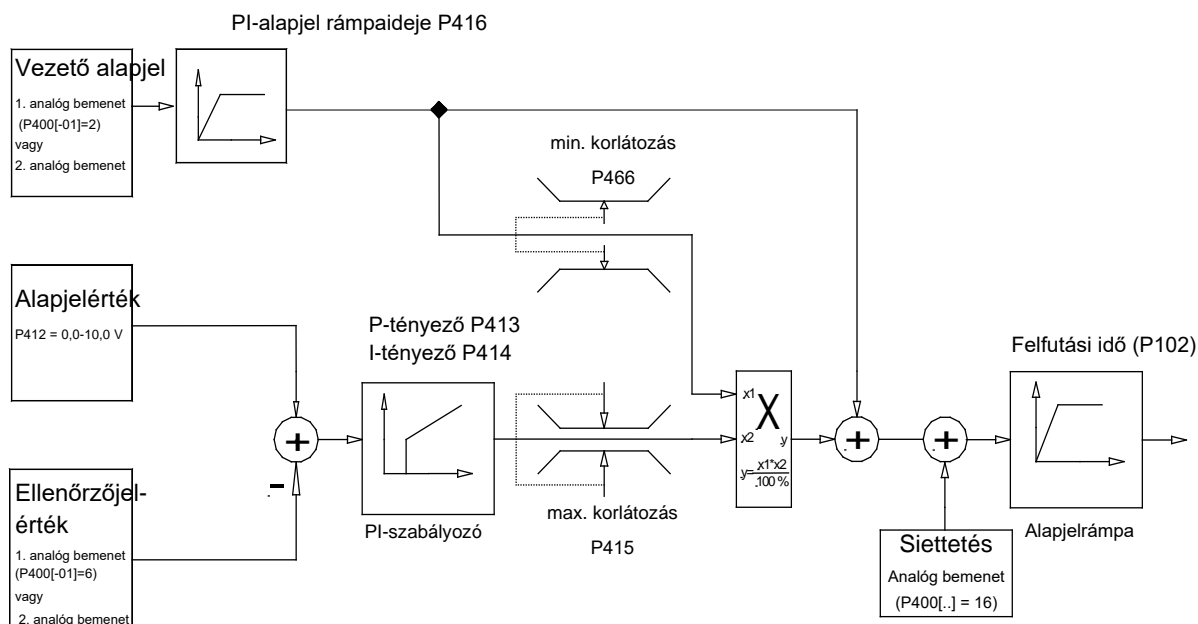 PI-alapjel rámpaideje P416
Vezető alapjel
1. analóg bemenet
(P400[-01]=2)
vagy
2. analóg bemenet
min. korlátozás
P466
Alapjelérték
P412 = 0,0-10,0 V
P-tényező P413
I-tényező P414
Felfutási idő (P102)
x1
x2
X
y
y=
x1*x2
100 %
+
+
+
-
Ellenőrzőjel-
érték
1. analóg bemenet
(P400[-01]=6)
vagy
2. analóg bemenet
PI-szabályozó
max. korlátozás
P415
Siettetés
Analóg bemenet
(P400[..] = 16)
Alapjelrámpa